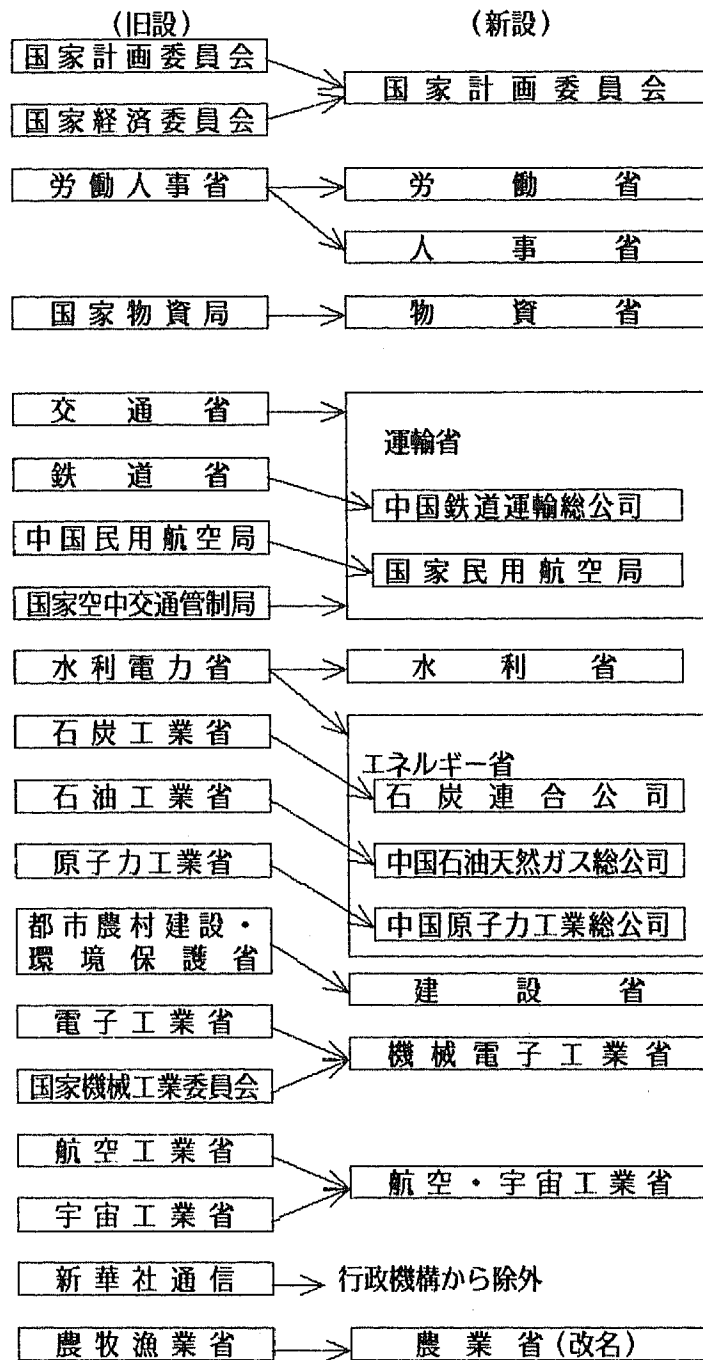 (旧設)
(新設)
国家計画委員会
国家経済委員会
国家計画委員会
労働人事省
労働省
人事省
国家物資局
物資省
交通省
鉄道省
中国民用航空局
国家空中交通管制局
運輸省
中国鉄道運輸総公司
国家民用航空局
水利電力省
水利省
石炭工業省
石油工業省
原子力工業省
エネルギー省
石炭連合公司
中国石油天然ガス総公司
中国原子力工業総公司
都市農村建設・
環境保護省
建設省
電子工業省
国家機械工業委員会
機械電子工業省
航空工業省
宇宙工業省
航空・宇宙工業省
新華社通信
行政機構から除外
農牧漁業省
農業省(改名)